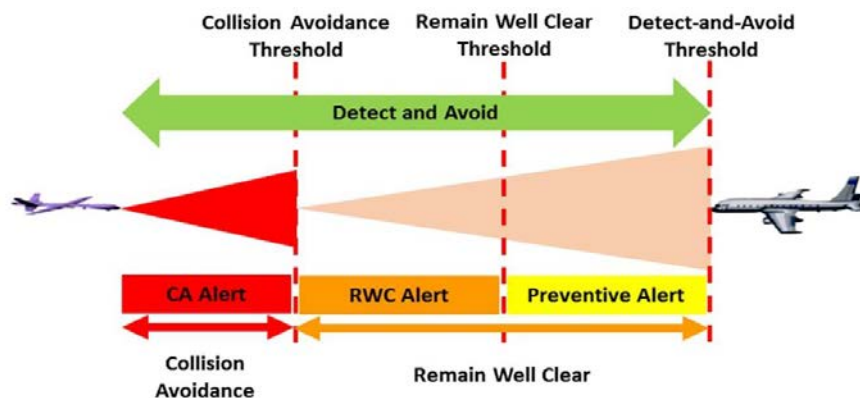 Collision Avoidance
Threshold
Remain Well Clear
Threshold
Detect-and-Avoid
Threshold
Detect and Avoid
CA Alert
RWC Alert
Preventive Alert
Collision
Avoidance
Remain Well Clear